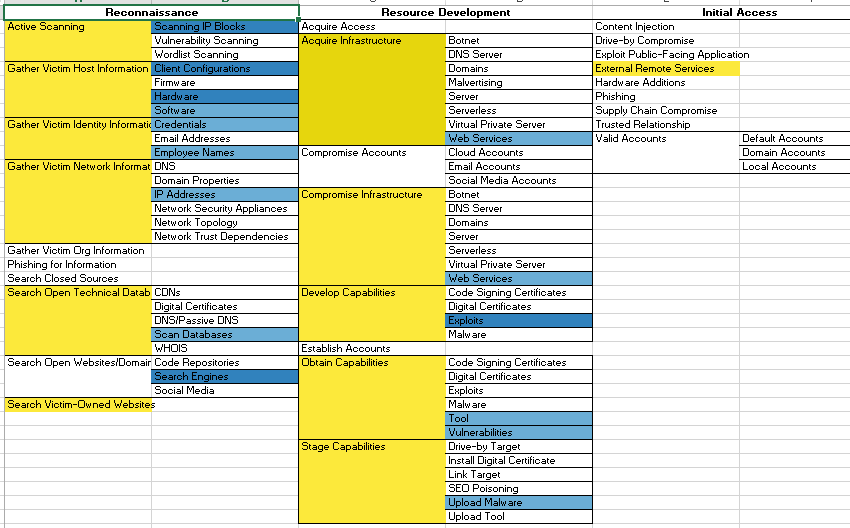 Reconnaissance Resource Development Initial Access
Active Scanning Scanning IP Blocks Acquire Access Content Injection
Vulnerability Scanning Acquire Infrastructure Botnet Drive-by Compromise
Wordlist Scanning DNS Server Exploit Public-Facing Application
Gather Victim Host Information Client Configurations Domains External Remote Services
Firmware Malvertising Hardware Additions
Hardware Server Phishing
Software Serverless Supply Chain Compromise
Gather Victim Identity Informatic Credentials Virtual Private Server Trusted Relationship
Email Addresses Web Services Valid Accounts Default Accounts
Employee Names Compromise Accounts Cloud Accounts Domain Accounts
Gather Victim Network Informat DNS Email Accounts Local Accounts
Domain Properties Social Media Accounts
IP Addresses Compromise Infrastructure Botnet
Network Security Appliances DNS Server
Network Topology Domains
Network Trust Dependencies Server
Gather Victim Org Information Serverless
Phishing for Information Virtual Private Server
Search Closed Sources Web Services
Search Open Technical Datab CDNs Develop Capabilities Code Signing Certificates
Digital Certificates Digital Certificates
DNS/Passive DNS Exploits
Scan Databases Malware
WHOIS Establish Accounts
Search Open Websites/Domair Code Repositories Obtain Capabilities Code Signing Certificates
Search Engines Digital Certificates
Social Media Exploits
Search Victim-Owned Websites Malware
Tool
Vulnerabilities
Stage Capabilities Drive-by Target
Install Digital Certificate
Link Target
SEO Poisoning
Upload Malware
Upload Tool